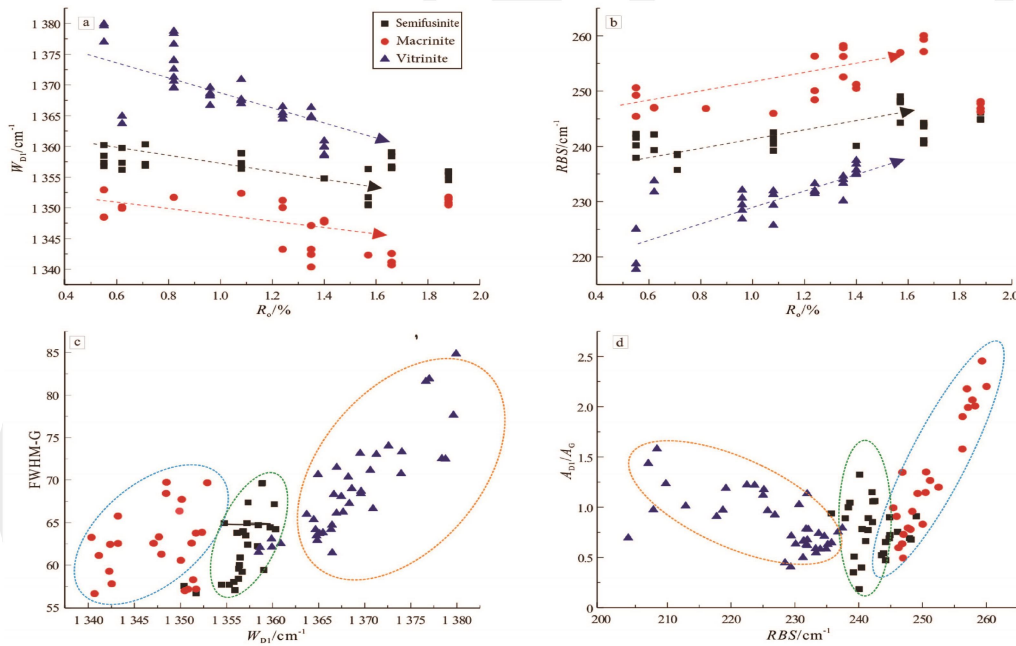 a
1 380
1 375
1 370
1 365
1 360
1 355
1 350
1 345
1 340
W_D1/cm⁻¹
Semifusinite
Macrinite
Vitrinite
0.4 0.6 0.8 1.0 1.2 1.4 1.6 1.8 2.0
R_o/%
b
260
250
240
230
220
RBS/cm⁻¹
0.4 0.6 0.8 1.0 1.2 1.4 1.6 1.8 2.0
R_o/%
c
85
80
75
70
65
60
55
FWHM-G
1 340 1 345 1 350 1 355 1 360 1 365 1 370 1 375 1 380
W_D1/cm⁻¹
d
2.5
2.0
1.5
1.0
0.5
0
A_D1/A_G
200 210 220 230 240 250 260
RBS/cm⁻¹